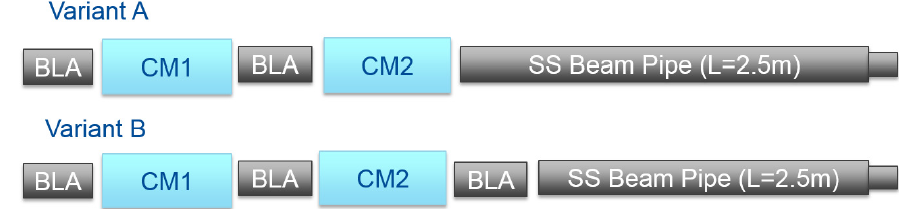 Variant A
BLA CM1 BLA CM2 SS Beam Pipe (L=2.5m)
Variant B
BLA CM1 BLA CM2 BLA SS Beam Pipe (L=2.5m)